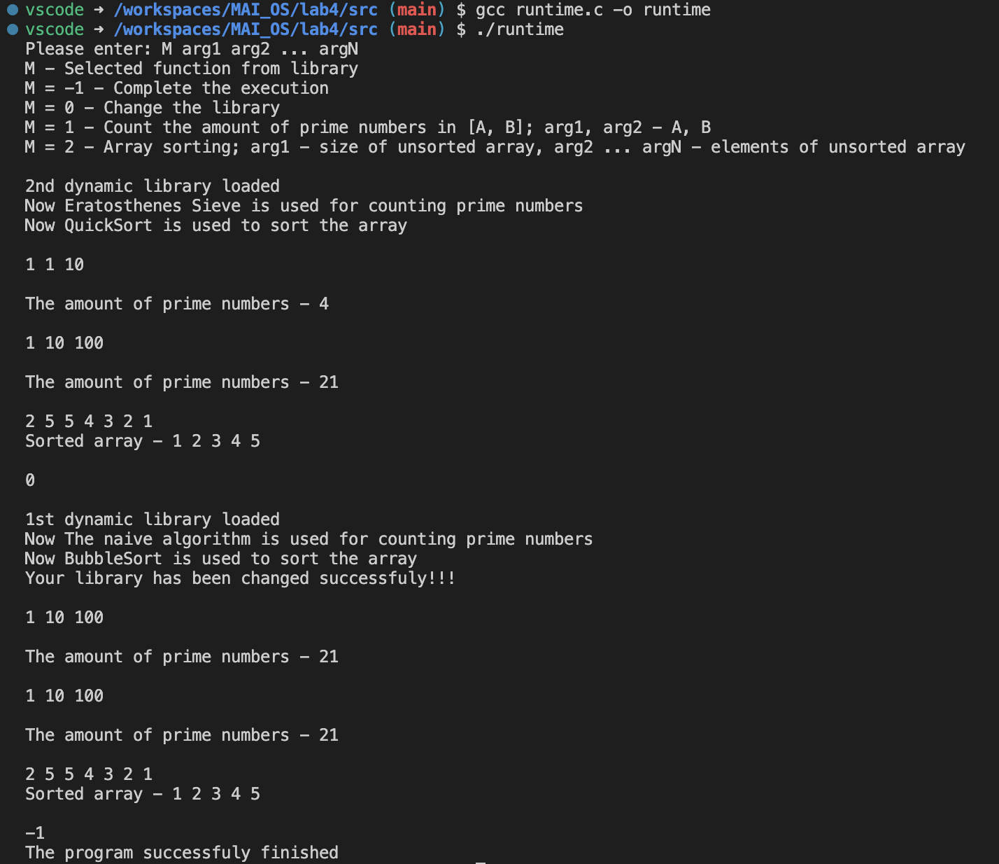 vscode → /workspaces/MAI_OS/lab4/src (main) $ gcc runtime.c -o runtime
vscode → /workspaces/MAI_OS/lab4/src (main) $ ./runtime
Please enter: M arg1 arg2 ... argN
M - Selected function from library
M = -1 - Complete the execution
M = 0 - Change the library
M = 1 - Count the amount of prime numbers in [A, B]; arg1, arg2 - A, B
M = 2 - Array sorting; arg1 - size of unsorted array, arg2 ... argN - elements of unsorted array
2nd dynamic library loaded
Now Eratosthenes Sieve is used for counting prime numbers
Now QuickSort is used to sort the array
1 1 10
The amount of prime numbers - 4
1 10 100
The amount of prime numbers - 21
2 5 5 4 3 2 1
Sorted array - 1 2 3 4 5
0
1st dynamic library loaded
Now The naive algorithm is used for counting prime numbers
Now BubbleSort is used to sort the array
Your library has been changed successfuly!!!
1 10 100
The amount of prime numbers - 21
1 10 100
The amount of prime numbers - 21
2 5 5 4 3 2 1
Sorted array - 1 2 3 4 5
-1
The program successfuly finished